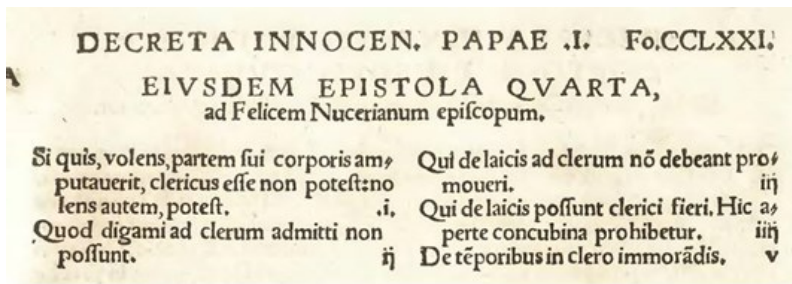 DECRETA INNOCEN. PAPAE .I. Fo.CCLXXI.
EIVSDEM EPISTOLA QVARTA,
ad Felicem Nucerianum epiſcopum.
Si quis, volens, partem ſui corporis am⸗
putauerit, clericus eſſe non poteſt: no
lens autem, poteſt. .i.
Quod digami ad clerum admitti non
poſſunt. ij
Qui de laicis ad clerum nõ debeant pro⸗
moueri. iij
Qui de laicis poſſunt clerici fieri. Hic a⸗
perte concubina prohibetur. iiij
De tẽporibus in clero immorãdis. v